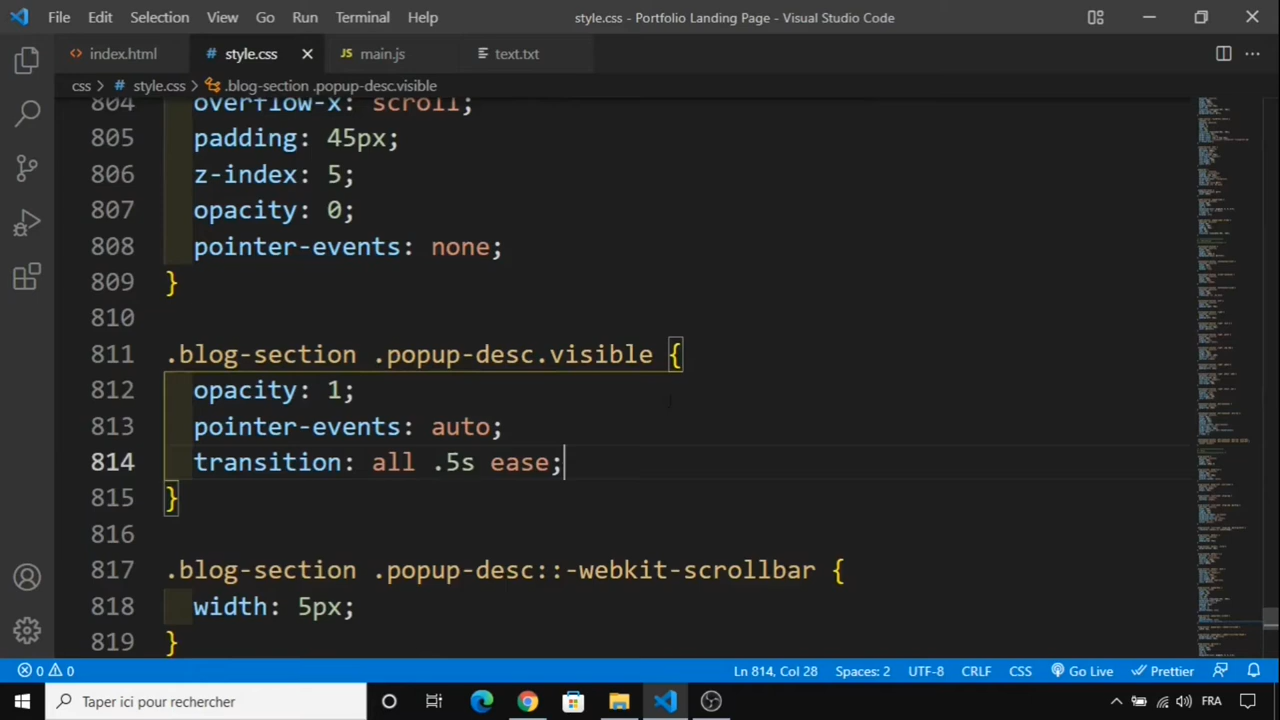 File Edit Selection View Go Run Terminal Help style.css - Portfolio Landing Page - Visual Studio Code
<> index.html # style.css × JS main.js text.txt ...
css > # style.css > .blog-section .popup-desc.visible
804 overflow-x: scroll;
805 padding: 45px;
806 z-index: 5;
807 opacity: 0;
808 pointer-events: none;
809 }
810
811 .blog-section .popup-desc.visible {
812 opacity: 1;
813 pointer-events: auto;
814 transition: all .5s ease;
815 }
816
817 .blog-section .popup-desc::-webkit-scrollbar {
818 width: 5px;
819 }
0 0 Ln 814, Col 28 Spaces: 2 UTF-8 CRLF CSS Go Live Prettier
Taper ici pour rechercher FRA